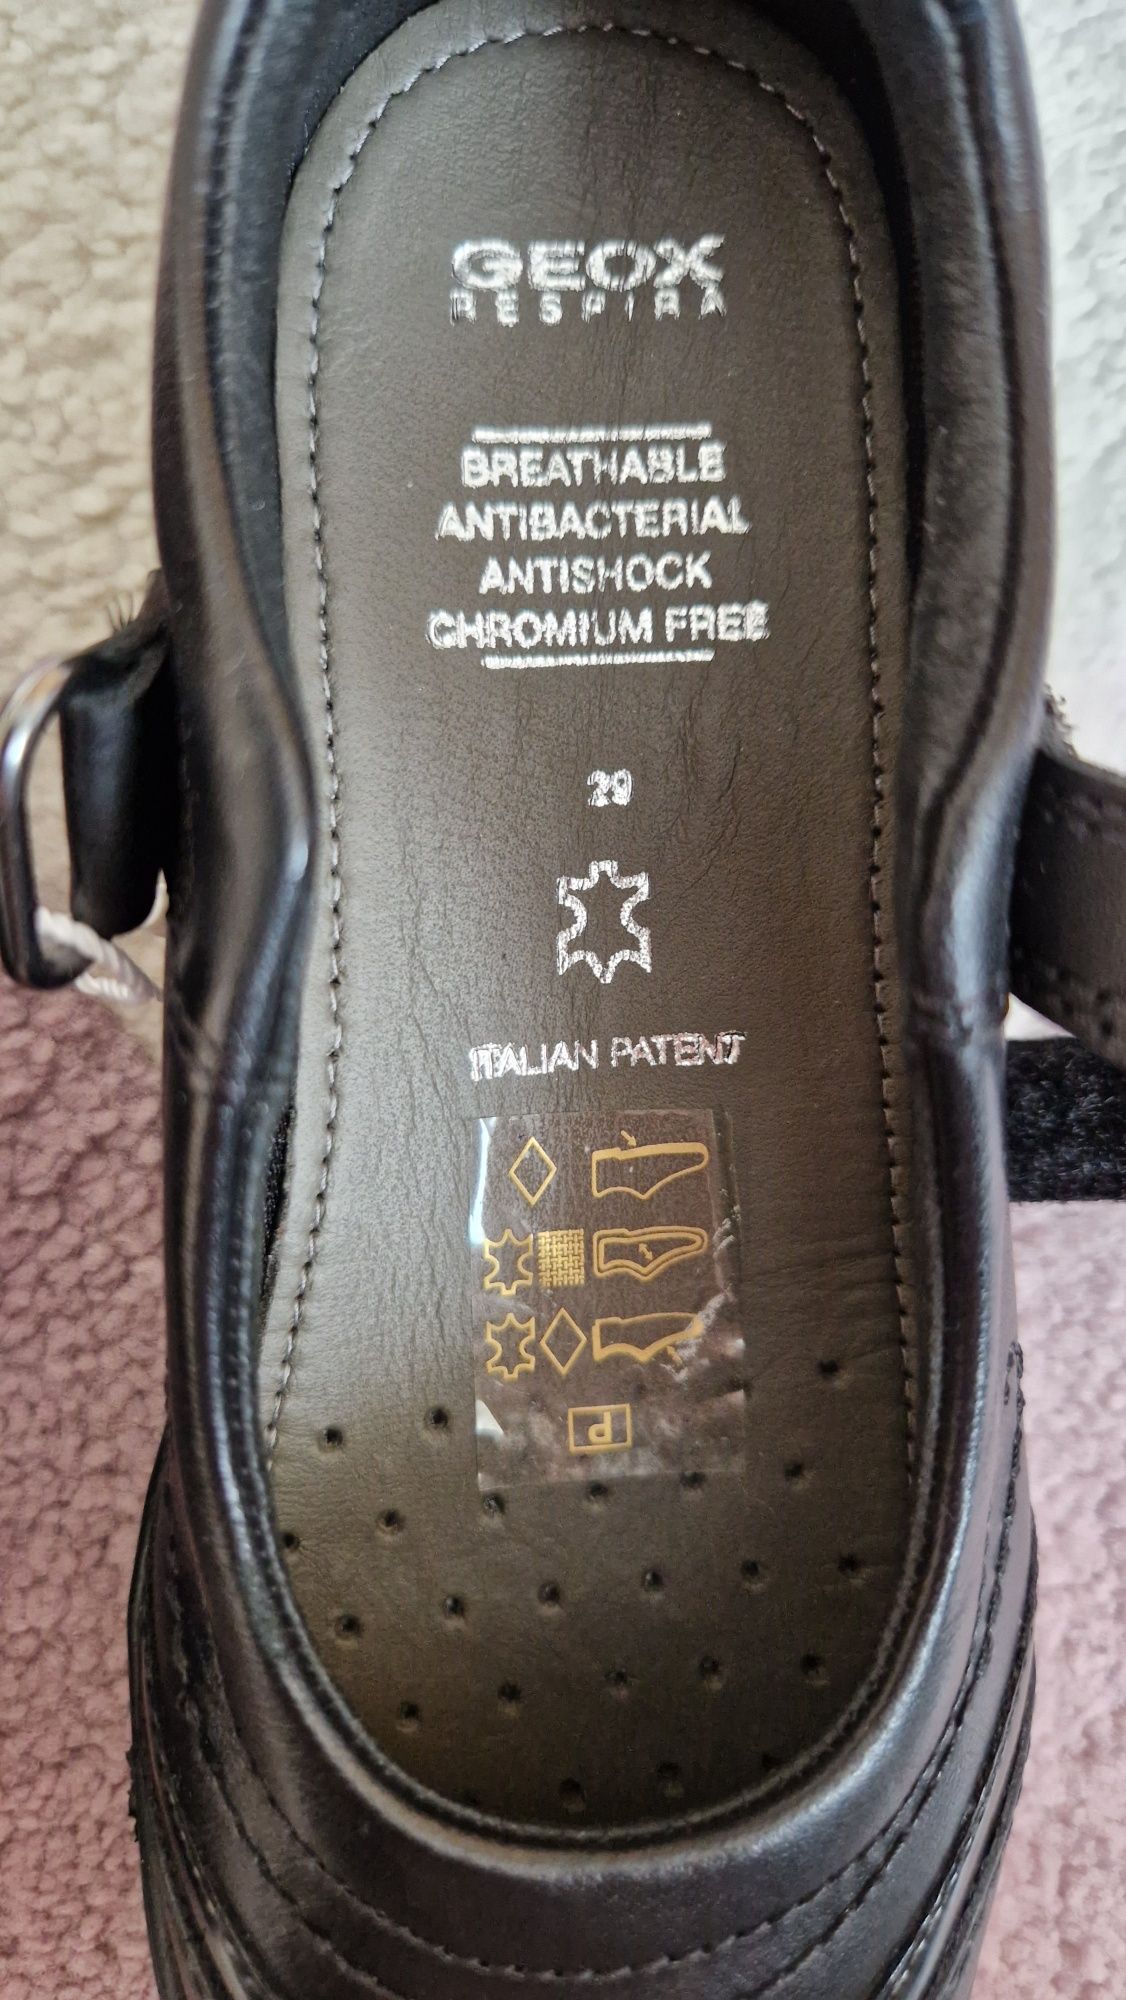 GEOX
RESPIRA
BREATHABLE
ANTIBACTERIAL
ANTISHOCK
CHROMIUM FREE
29
ITALIAN PATENT
P